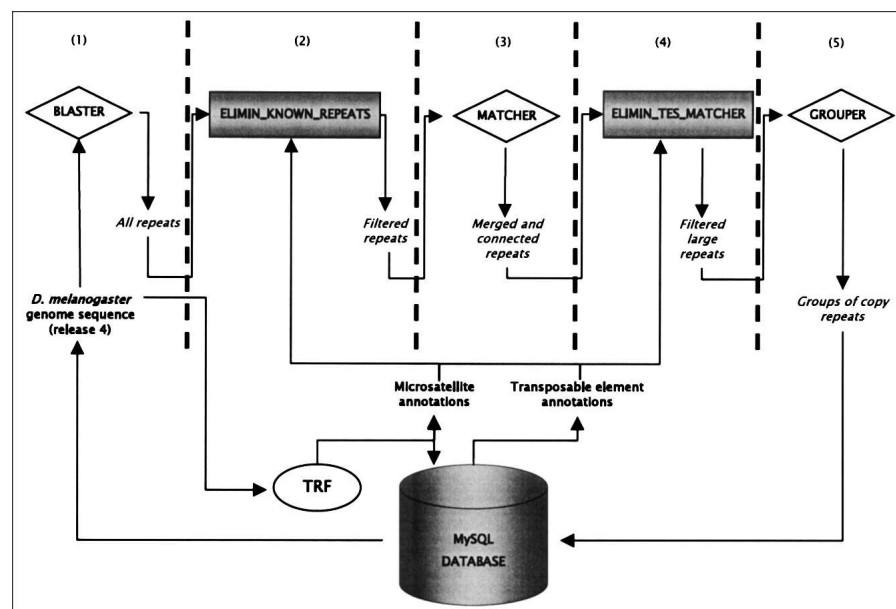 (1)
(2)
(3)
(4)
(5)
BLASTER
ELIMIN_KNOWN_REPEATS
MATCHER
ELIMIN_TES_MATCHER
GROUPER
All repeats
Filtered
repeats
Merged and
connected
repeats
Filtered
large
repeats
Groups of copy
repeats
D. melanogaster
genome sequence
(release 4)
Microsatellite
annotations
Transposable element
annotations
TRF
MySQL
DATABASE